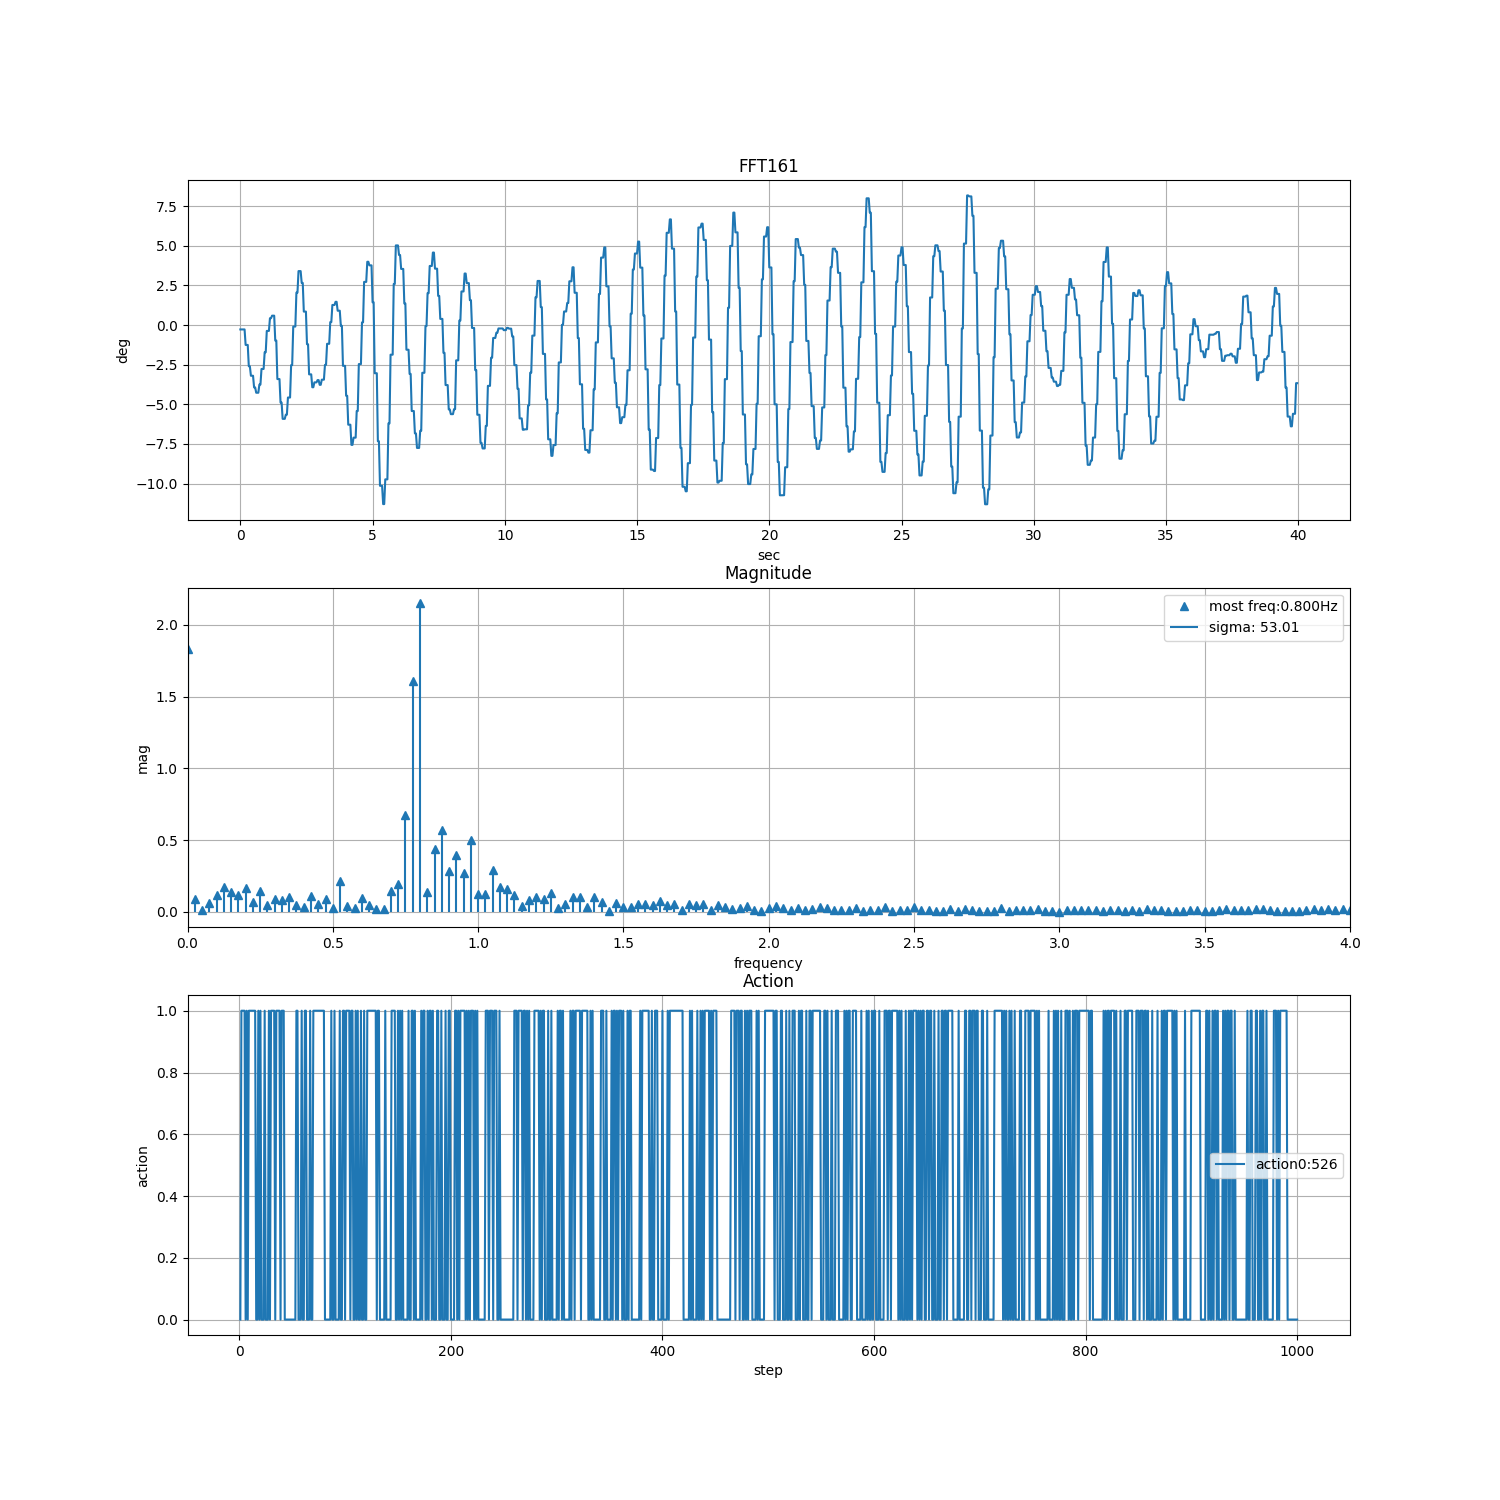 FFT161
7.5
5.0
2.5
0.0
−2.5
−5.0
−7.5
−10.0
deg
0 5 10 15 20 25 30 35 40
sec
Magnitude
most freq:0.800Hz
sigma: 53.01
2.0
1.5
1.0
0.5
0.0
mag
0.0 0.5 1.0 1.5 2.0 2.5 3.0 3.5 4.0
frequency
Action
1.0
0.8
0.6
0.4
0.2
0.0
action
action0:526
0 200 400 600 800 1000
step